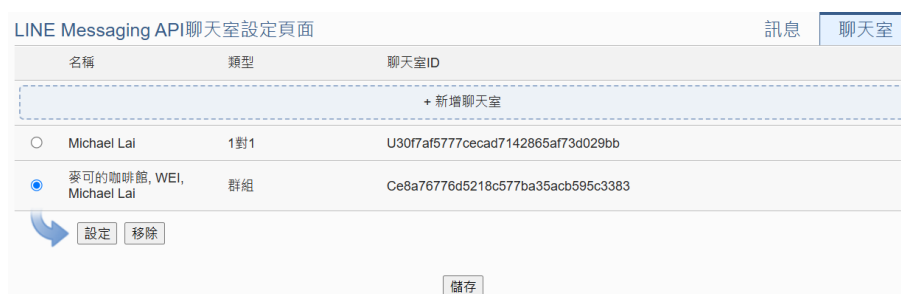 LINE Messaging API聊天室設定頁面 訊息 聊天室
名稱 類型 聊天室ID
+ 新增聊天室
Michael Lai 1對1 U30f7af5777cecad7142865af73d029bb
麥可的咖啡館, WEI,
Michael Lai 群組 Ce8a76776d5218c577ba35acb595c3383
設定 移除
儲存